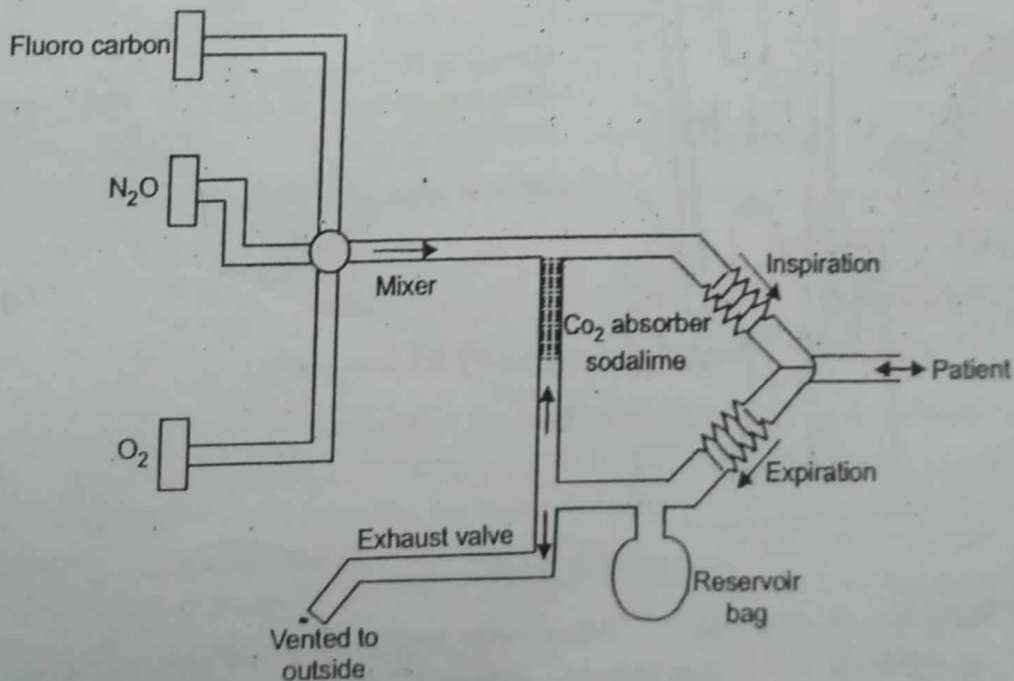 Fluoro carbon
N₂O
Mixer
Inspiration
Co₂ absorber
sodalime
Patient
O₂
Expiration
Exhaust valve
Reservoir
bag
Vented to
outside